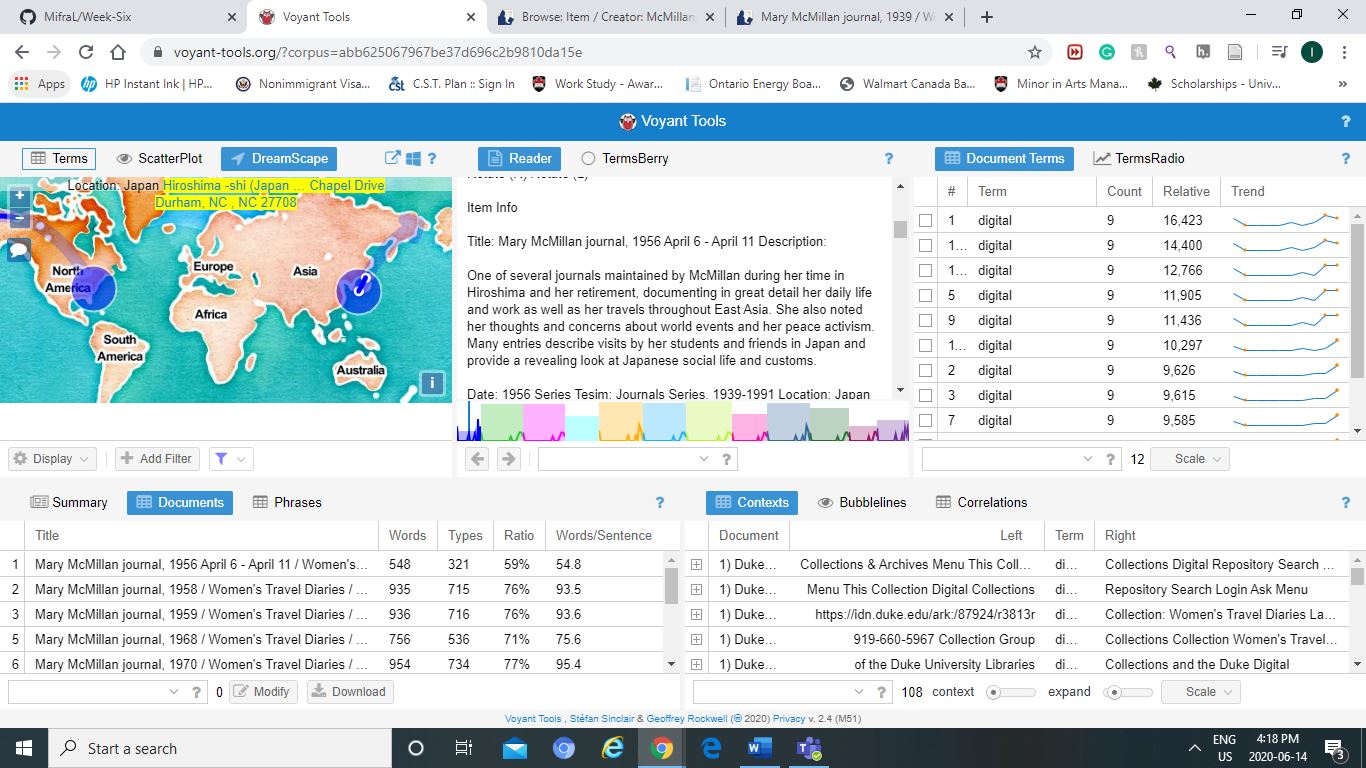 MifraL/Week-Six
Voyant Tools
Browse: Item / Creator: McMillan
Mary McMillan journal, 1939 / W
voyant-tools.org/?corpus=abb625067967be37d696c2b9810da15e
Apps
HP Instant Ink | HP...
Nonimmigrant Visa...
C.S.T. Plan :: Sign In
Work Study - Awar...
Ontario Energy Boa...
Walmart Canada Ba...
Minor in Arts Mana...
Scholarships - Univ...
»
Voyant Tools
?
Terms
ScatterPlot
DreamScape
?
Reader
TermsBerry
?
Document Terms
TermsRadio
?
Location: Japan Hiroshima -shi (Japan ... Chapel Drive
Durham, NC , NC 27708
+
−
North
America
Europe
Asia
Africa
South
America
Australia
i
Display
Add Filter
Item Info
Title: Mary McMillan journal, 1956 April 6 - April 11 Description:
One of several journals maintained by McMillan during her time in
Hiroshima and her retirement, documenting in great detail her daily life
and work as well as her travels throughout East Asia. She also noted
her thoughts and concerns about world events and her peace activism.
Many entries describe visits by her students and friends in Japan and
provide a revealing look at Japanese social life and customs.
Date: 1956 Series Tesim: Journals Series, 1939-1991 Location: Japan
?
# Term Count Relative Trend
1 digital 9 16,423
1... digital 9 14,400
1... digital 9 12,766
5 digital 9 11,905
9 digital 9 11,436
1... digital 9 10,297
2 digital 9 9,626
3 digital 9 9,615
7 digital 9 9,585
? 12 Scale
Summary
Documents
Phrases
?
Title Words Types Ratio Words/Sentence
1 Mary McMillan journal, 1956 April 6 - April 11 / Women's... 548 321 59% 54.8
2 Mary McMillan journal, 1958 / Women's Travel Diaries / ... 935 715 76% 93.5
3 Mary McMillan journal, 1959 / Women's Travel Diaries / ... 936 716 76% 93.6
5 Mary McMillan journal, 1968 / Women's Travel Diaries / ... 756 536 71% 75.6
6 Mary McMillan journal, 1970 / Women's Travel Diaries / ... 954 734 77% 95.4
? 0 Modify Download
Contexts
Bubblelines
Correlations
?
Document Left Term Right
1) Duke... Collections & Archives Menu This Coll... di... Collections Digital Repository Search ...
1) Duke... Menu This Collection Digital Collections di... Repository Search Login Ask Menu
1) Duke... https://idn.duke.edu/ark:/87924/r3813r di... Collection: Women's Travel Diaries La...
1) Duke... 919-660-5967 Collection Group di... Collections Collection Women's Travel...
1) Duke... of the Duke University Libraries di... Collections and the Duke Digital
? 108 context expand Scale
Voyant Tools , Stéfan Sinclair & Geoffrey Rockwell (© 2020) Privacy v. 2.4 (M51)
Start a search
ENG
US
4:18 PM
2020-06-14
3